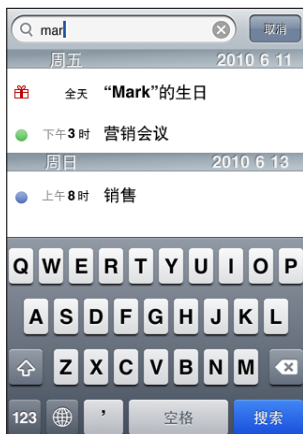 mar
取消
周五 2010 6 11
全天 “Mark”的生日
下午3 时 营销会议
周日 2010 6 13
上午8 时 销售
Q W E R T Y U I O P
A S D F G H J K L
Z X C V B N M
123 , 空格 搜索